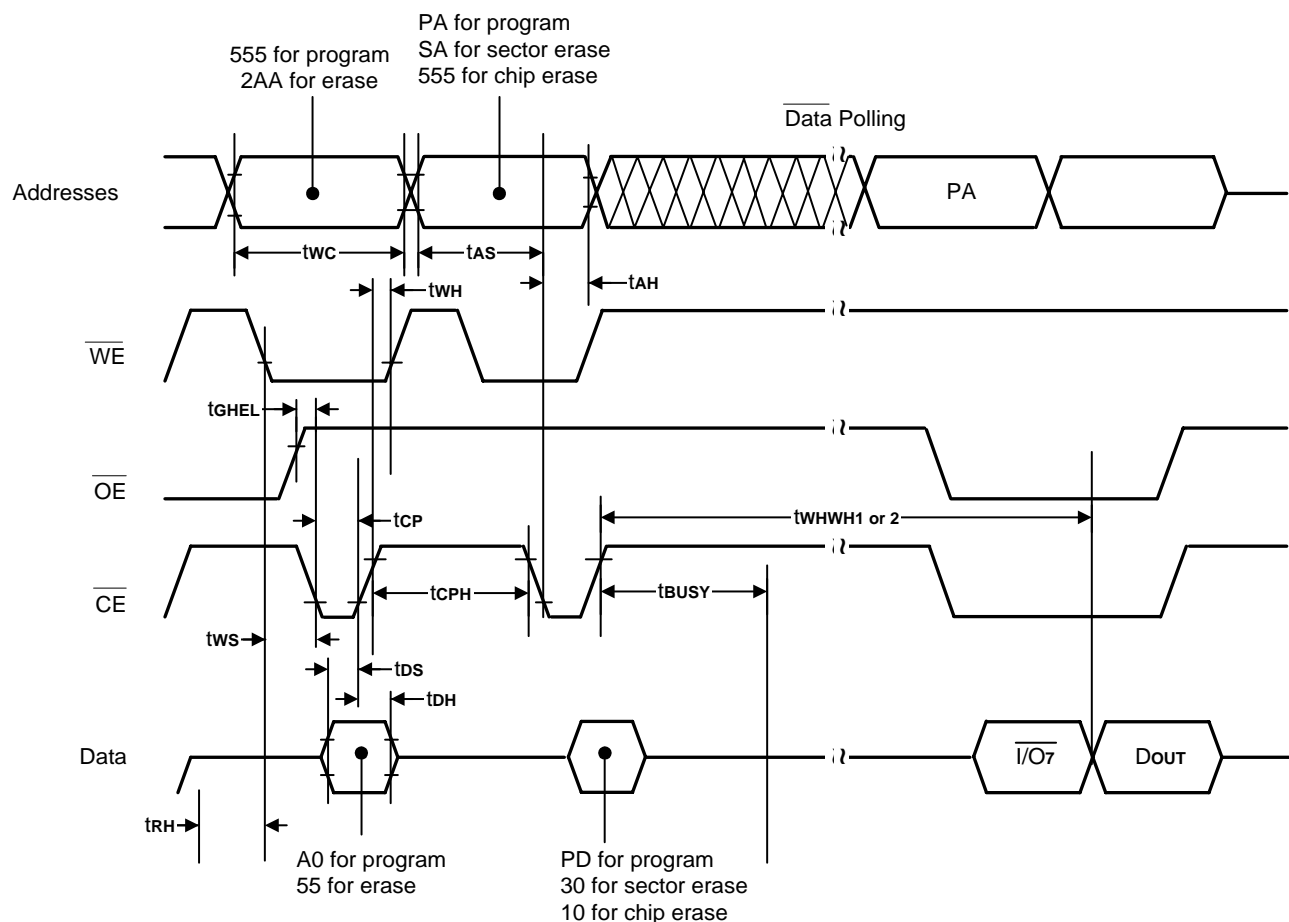 PA for program
SA for sector erase
555 for chip erase
555 for program
2AA for erase
Data Polling
Addresses
PA
tWC
tAS
tWH
tAH
WE
tGHEL
OE
tCP
tWHWH1 or 2
CE
tCPH
tBUSY
tWS
tDS
tDH
Data
I/O7
DOUT
tRH
A0 for program
55 for erase
PD for program
30 for sector erase
10 for chip erase